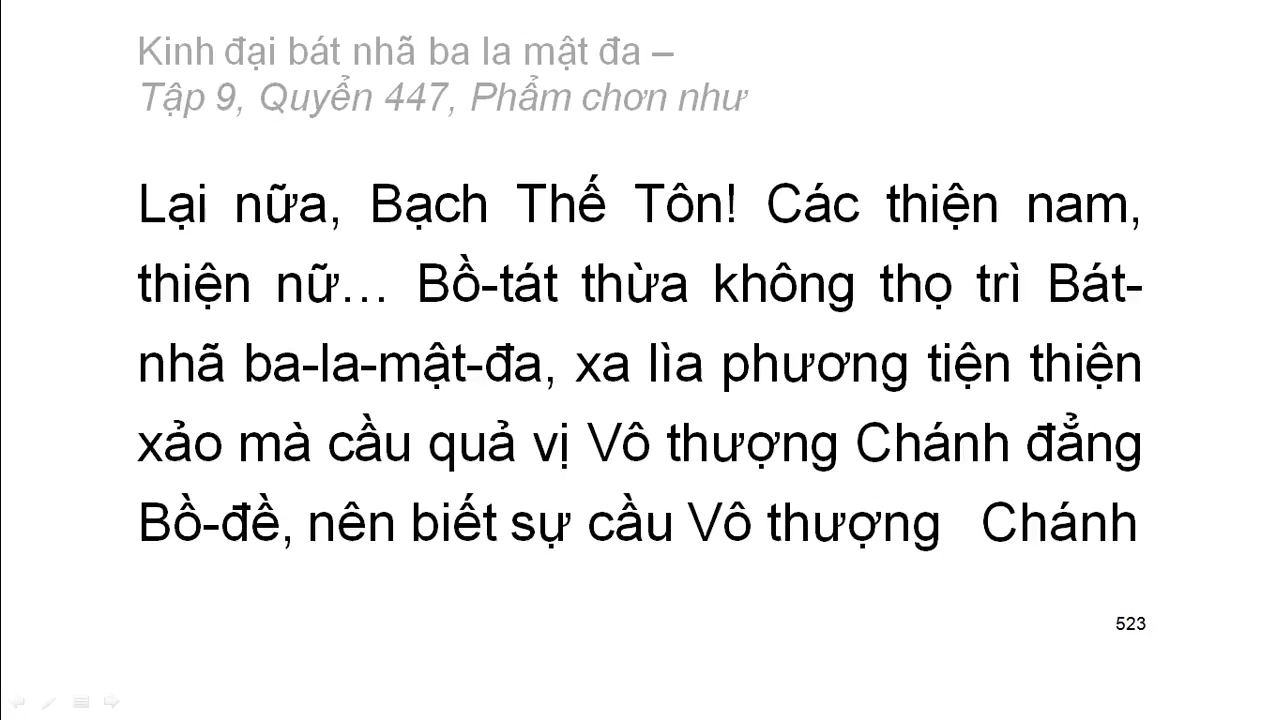 Kinh đại bát nhã ba la mật đa –
Tập 9, Quyển 447, Phẩm chơn như
Lại nữa, Bạch Thế Tôn! Các thiện nam,
thiện nữ... Bồ-tát thừa không thọ trì Bát-
nhã ba-la-mật-đa, xa lìa phương tiện thiện
xảo mà cầu quả vị Vô thượng Chánh đẳng
Bồ-đề, nên biết sự cầu Vô thượng Chánh
523